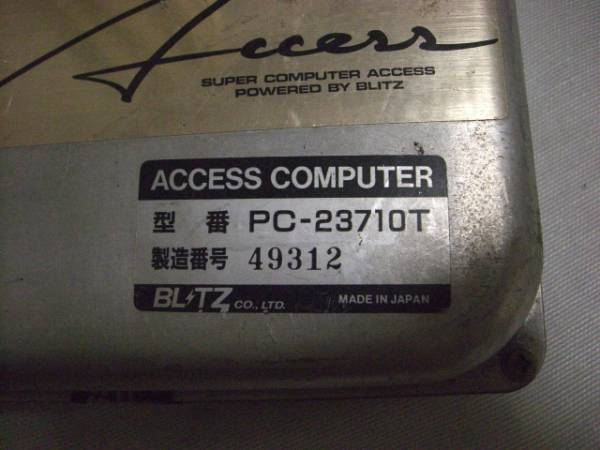 Access
SUPER COMPUTER ACCESS
POWERED BY BLITZ
ACCESS COMPUTER
型 番 PC-23710T
製造番号 49312
BLITZ CO., LTD. MADE IN JAPAN